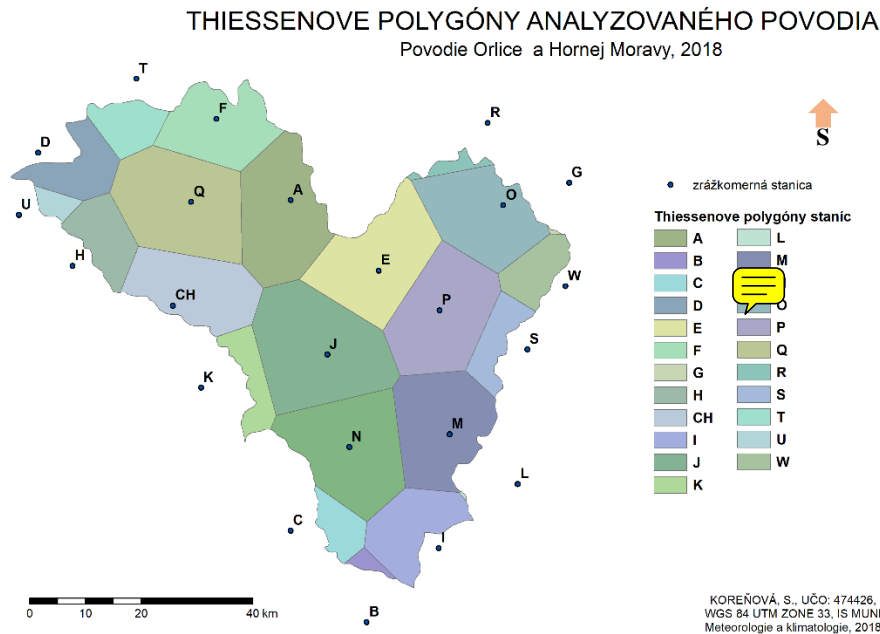 THIESSENOVE POLYGÓNY ANALYZOVANÉHO POVODIA
Povodie Orlice a Hornej Moravy, 2018
T
F
R
D
G
S
Q
A
O
zrážkomerná stanica
U
Thiessenove polygóny staníc
H
E
W
CH
P
J
S
K
N
M
L
C
I
B
A
B
C
D
E
F
G
H
CH
I
J
K
L
M
O
P
Q
R
S
T
U
W
0 10 20 40 km
KOREŇOVÁ, S., UČO: 474426,
WGS 84 UTM ZONE 33, IS MUNI
Meteorologie a klimatologie, 2018